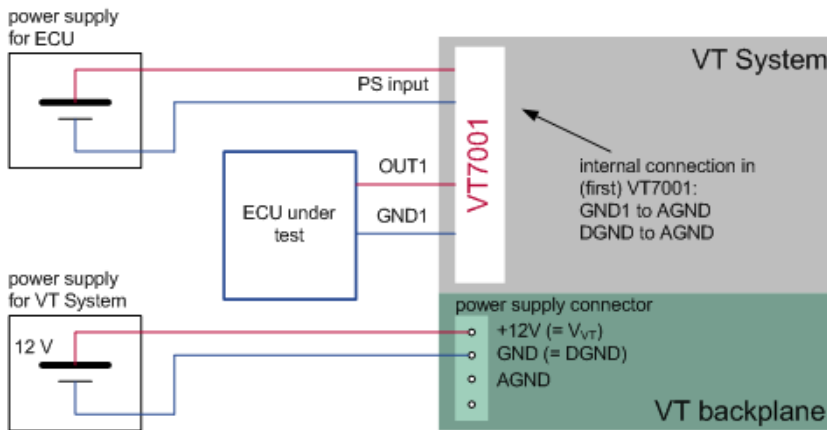 power supply
for ECU
VT System
PS input
VT7001
OUT1
GND1
ECU under
test
internal connection in
(first) VT7001:
GND1 to AGND
DGND to AGND
power supply
for VT System
12 V
power supply connector
+12V (= VVT)
GND (= DGND)
AGND
VT backplane